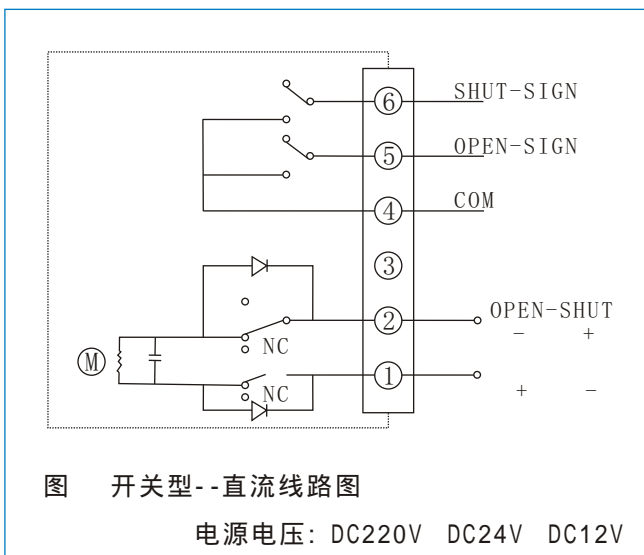 ⑥ SHUT-SIGN
⑤ OPEN-SIGN
④ COM
③
② OPEN-SHUT
- +
NC
M
① + -
NC
图 开关型--直流线路图
电源电压: DC220V DC24V DC12V